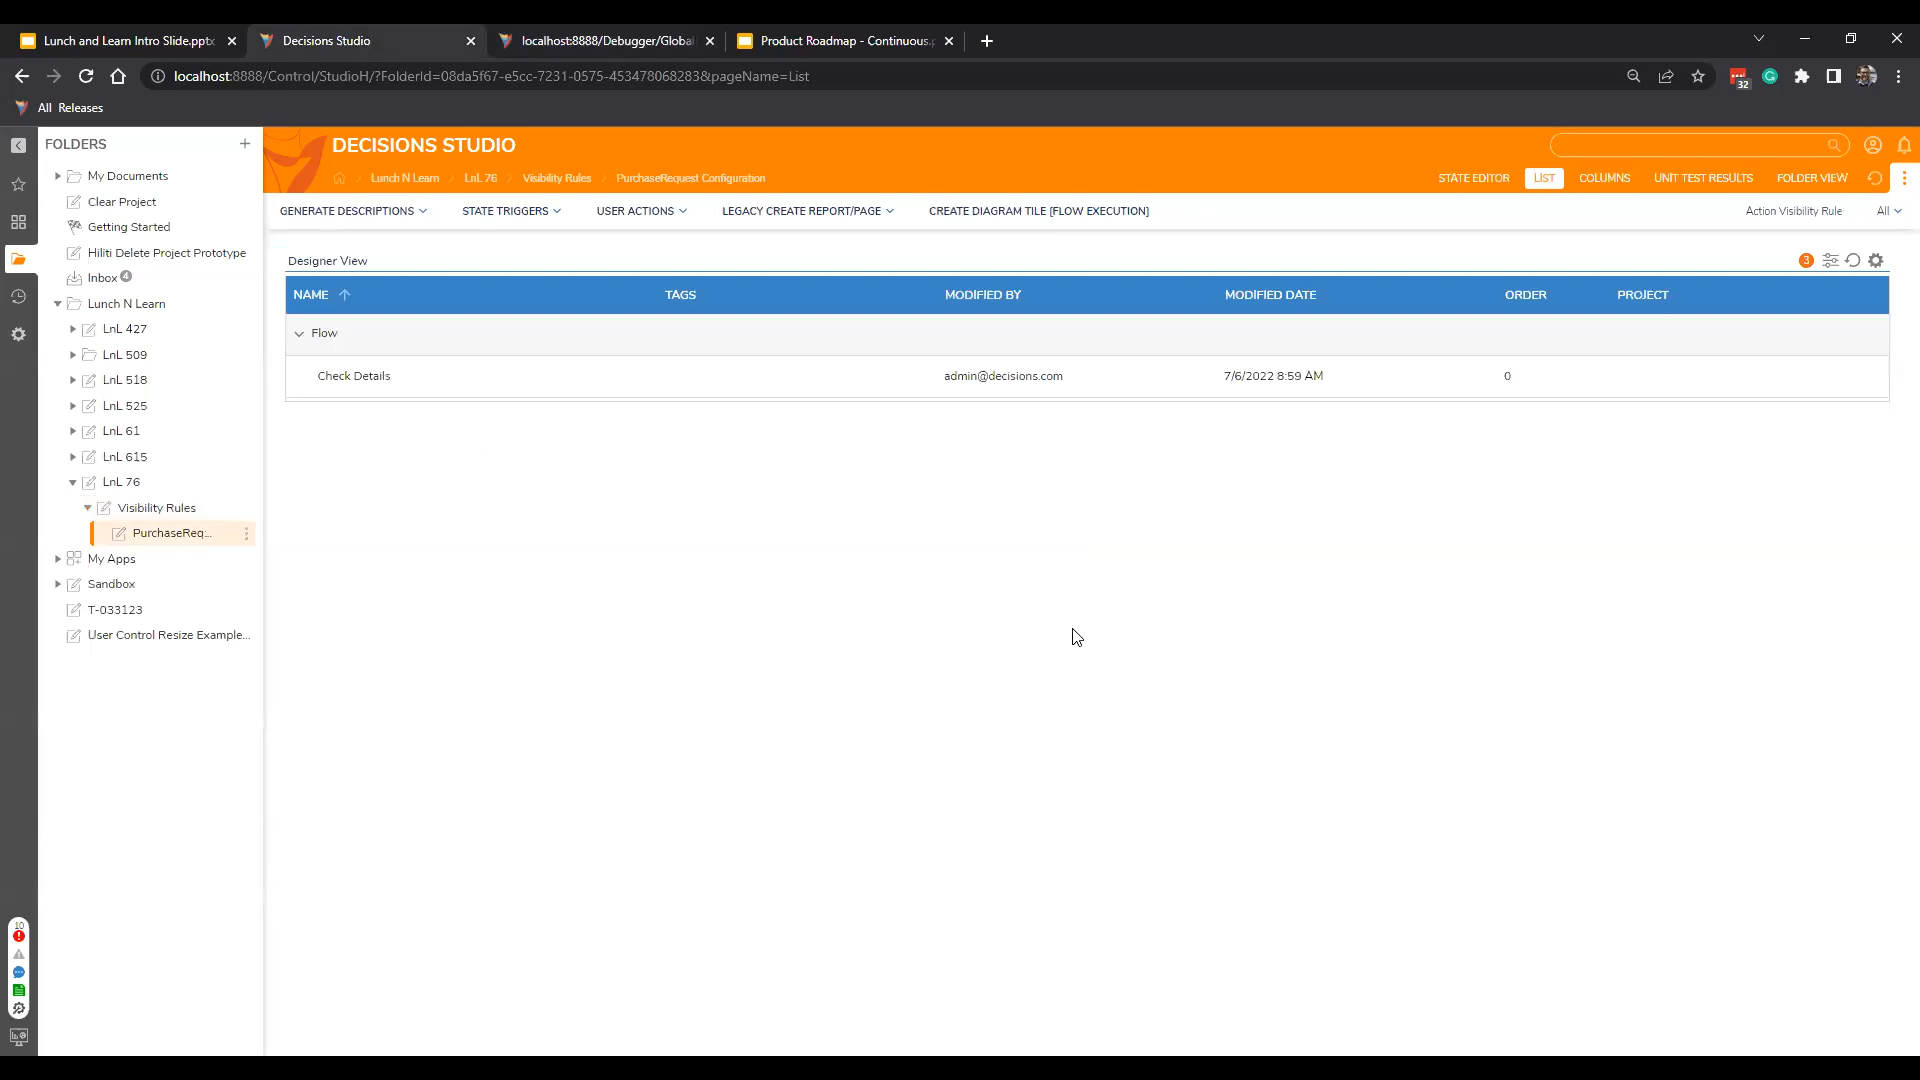 Lunch and Learn Intro Slide.pptx
Decisions Studio
localhost:8888/Debugger/Global
Product Roadmap - Continuous.p
localhost:8888/Control/StudioH/?FolderId=08da5f67-e5cc-7231-0575-453478068283&pageName=List
32
All Releases
FOLDERS
My Documents
Clear Project
Getting Started
Hiliti Delete Project Prototype
Inbox 4
Lunch N Learn
LnL 427
LnL 509
LnL 518
LnL 525
LnL 61
LnL 615
LnL 76
Visibility Rules
PurchaseReq...
My Apps
Sandbox
T-033123
User Control Resize Example...
10
DECISIONS STUDIO
Lunch N Learn
LnL 76
Visibility Rules
PurchaseRequest Configuration
STATE EDITOR
LIST
COLUMNS
UNIT TEST RESULTS
FOLDER VIEW
GENERATE DESCRIPTIONS
STATE TRIGGERS
USER ACTIONS
LEGACY CREATE REPORT/PAGE
CREATE DIAGRAM TILE [FLOW EXECUTION]
Action Visibility Rule
All
Designer View
3
NAME TAGS MODIFIED BY MODIFIED DATE ORDER PROJECT
Flow
Check Details admin@decisions.com 7/6/2022 8:59 AM 0